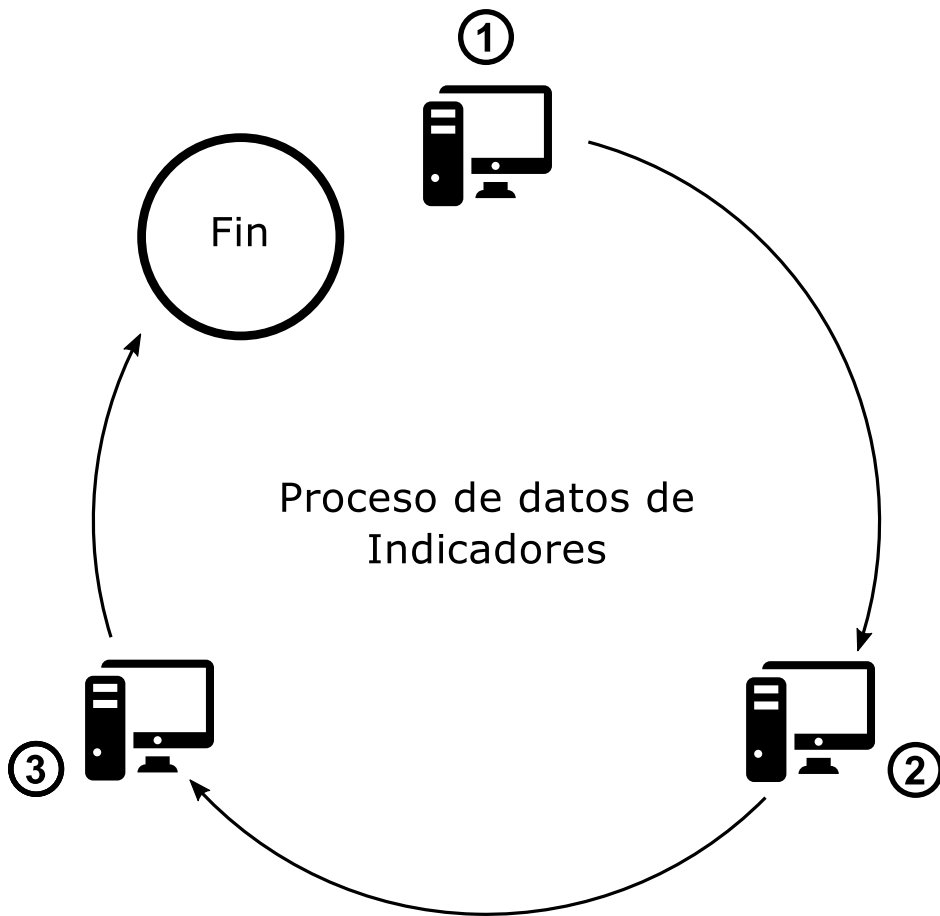 1
Fin
Proceso de datos de
Indicadores
3
2